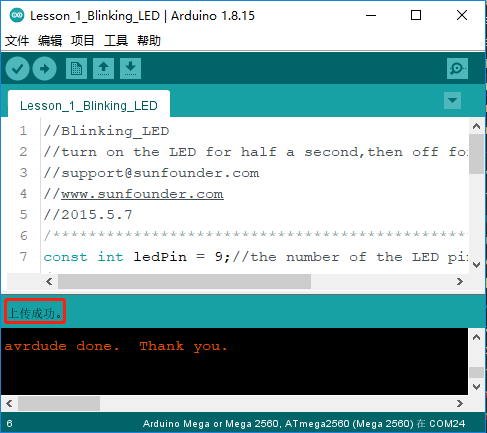 Lesson_1_Blinking_LED | Arduino 1.8.15
文件 编辑 项目 工具 帮助
Lesson_1_Blinking_LED
1 //Blinking_LED
2 //turn on the LED for half a second,then off fo
3 //support@sunfounder.com
4 //www.sunfounder.com
5 //2015.5.7
6 /************************************************
7 const int ledPin = 9;//the number of the LED pi
上传成功。
avrdude done.  Thank you.
6 Arduino Mega or Mega 2560, ATmega2560 (Mega 2560) 在 COM24